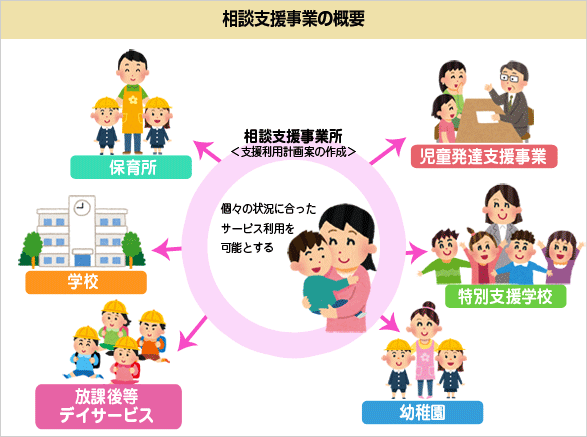 相談支援事業の概要
相談支援事業所
＜支援利用計画案の作成＞
個々の状況に合った
サービス利用を
可能とする
保育所
児童発達支援事業
学校
特別支援学校
放課後等
デイサービス
幼稚園